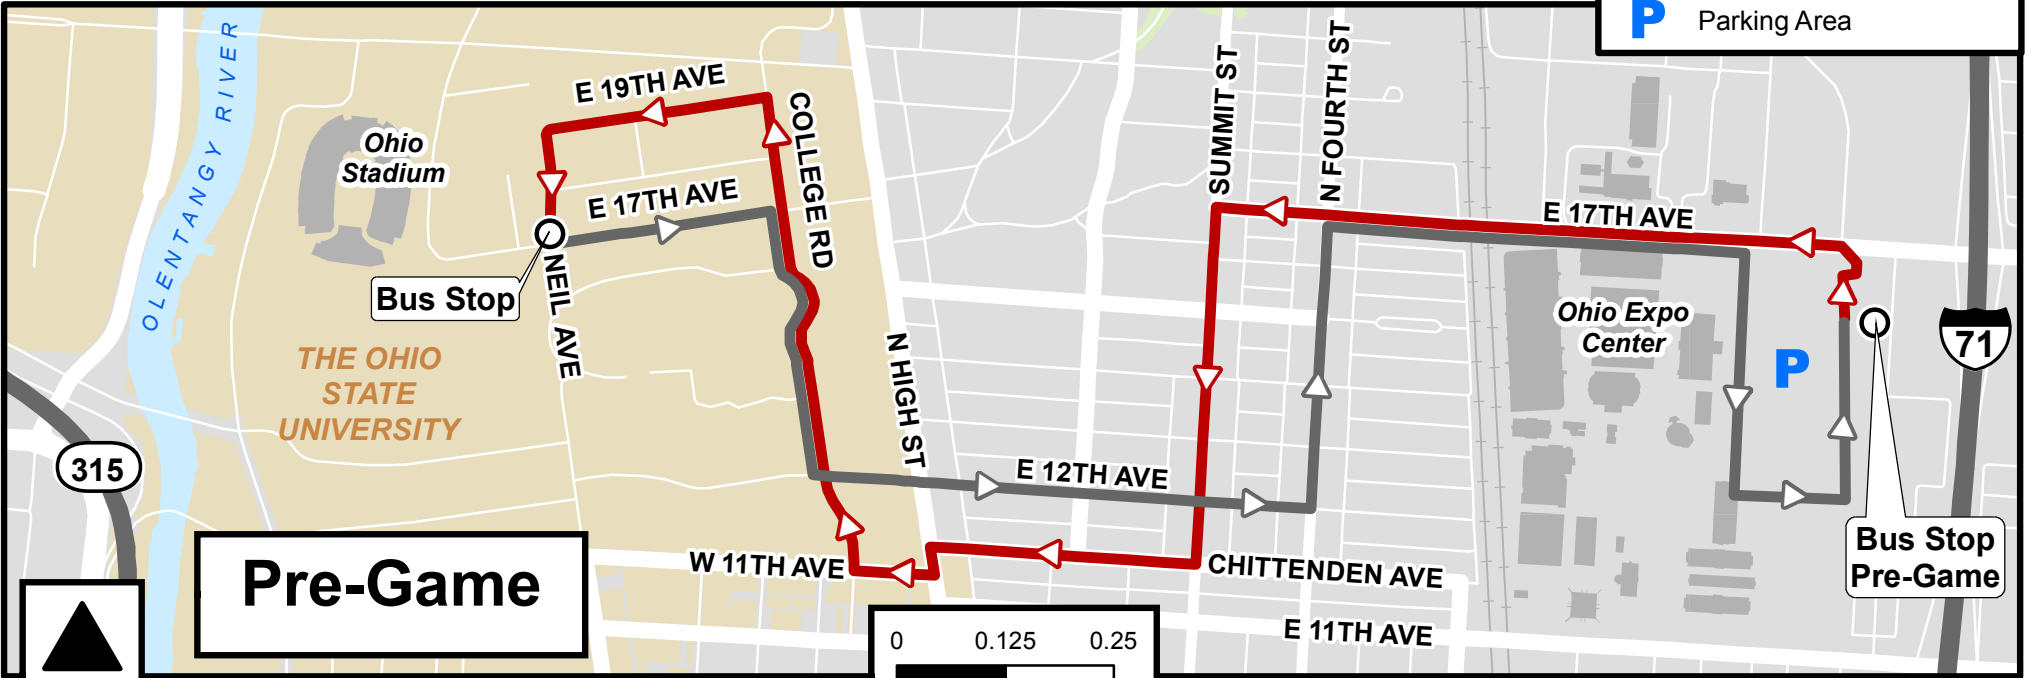 P Parking Area
OLENTANGY RIVER
E 19TH AVE
COLLEGE RD
SUMMIT ST
N FOURTH ST
Ohio
Stadium
E 17TH AVE
E 17TH AVE
Bus Stop
NEIL AVE
N HIGH ST
Ohio Expo
Center
P
71
THE OHIO
STATE
UNIVERSITY
315
E 12TH AVE
Bus Stop
Pre-Game
W 11TH AVE
CHITTENDEN AVE
E 11TH AVE
Pre-Game
0 0.125 0.25